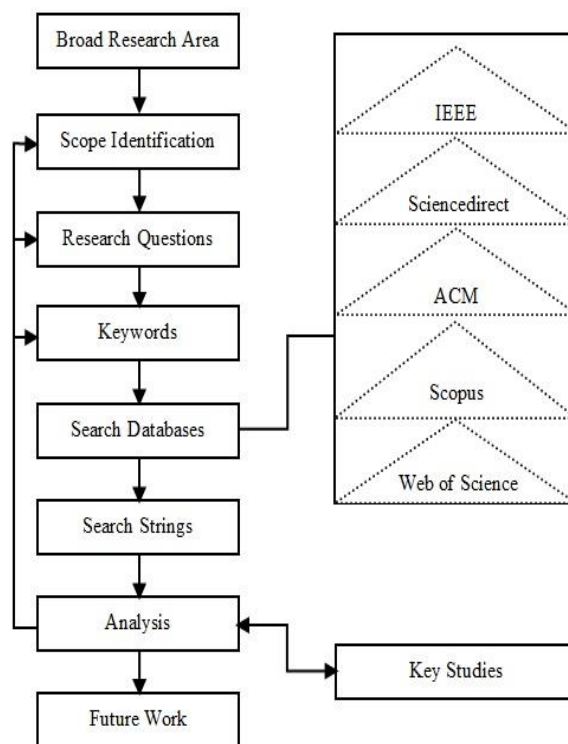 Broad Research Area
Scope Identification
Research Questions
Keywords
Search Databases
Search Strings
Analysis
Future Work
IEEE
Sciencedirect
ACM
Scopus
Web of Science
Key Studies